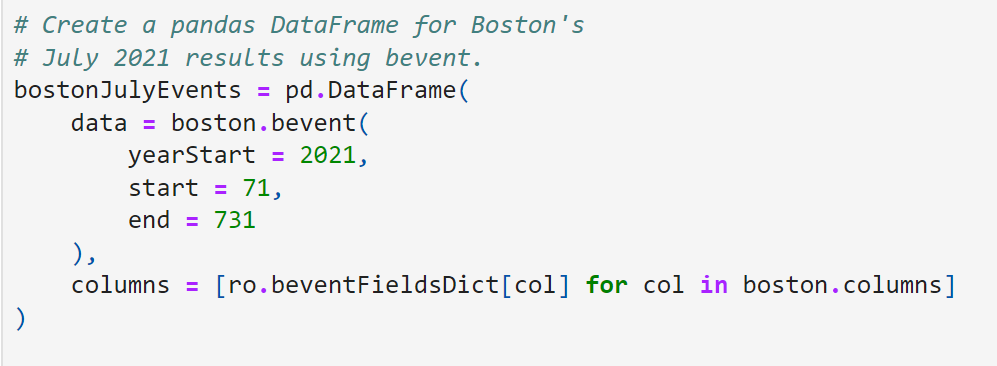 # Create a pandas DataFrame for Boston's
# July 2021 results using bevent.
bostonJulyEvents = pd.DataFrame(
    data = boston.bevent(
        yearStart = 2021,
        start = 71,
        end = 731
    ),
    columns = [ro.beventFieldsDict[col] for col in boston.columns]
)